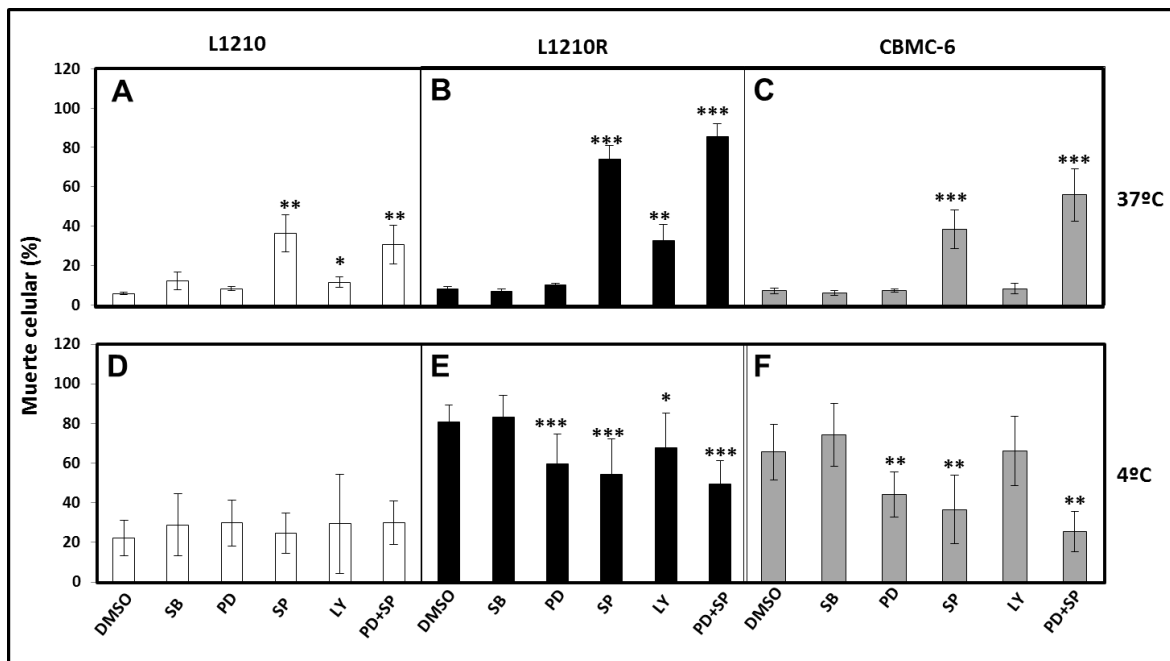 L1210 L1210R CBMC-6
Muerte celular (%)
120
100
80
60
40
20
0
A
**
*
**
B
***
**
***
C
***
***
37ºC
120
100
80
60
40
20
0
D
E
***
***
*
***
F
**
**
**
4ºC
DMSO SB PD SP LY PD+SP DMSO SB PD SP LY PD+SP DMSO SB PD SP LY PD+SP